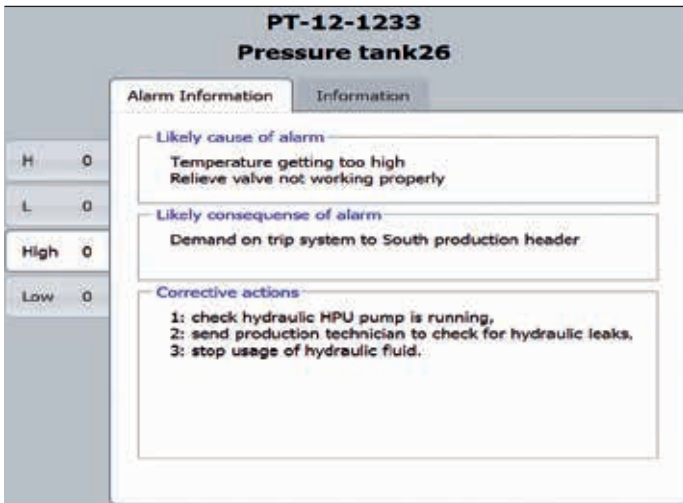 PT-12-1233
Pressure tank26
Alarm Information
Information
H 0
L 0
High 0
Low 0
Likely cause of alarm
Temperature getting too high
Relieve valve not working properly
Likely consequense of alarm
Demand on trip system to South production header
Corrective actions
1: check hydraulic HPU pump is running,
2: send production technician to check for hydraulic leaks,
3: stop usage of hydraulic fluid.